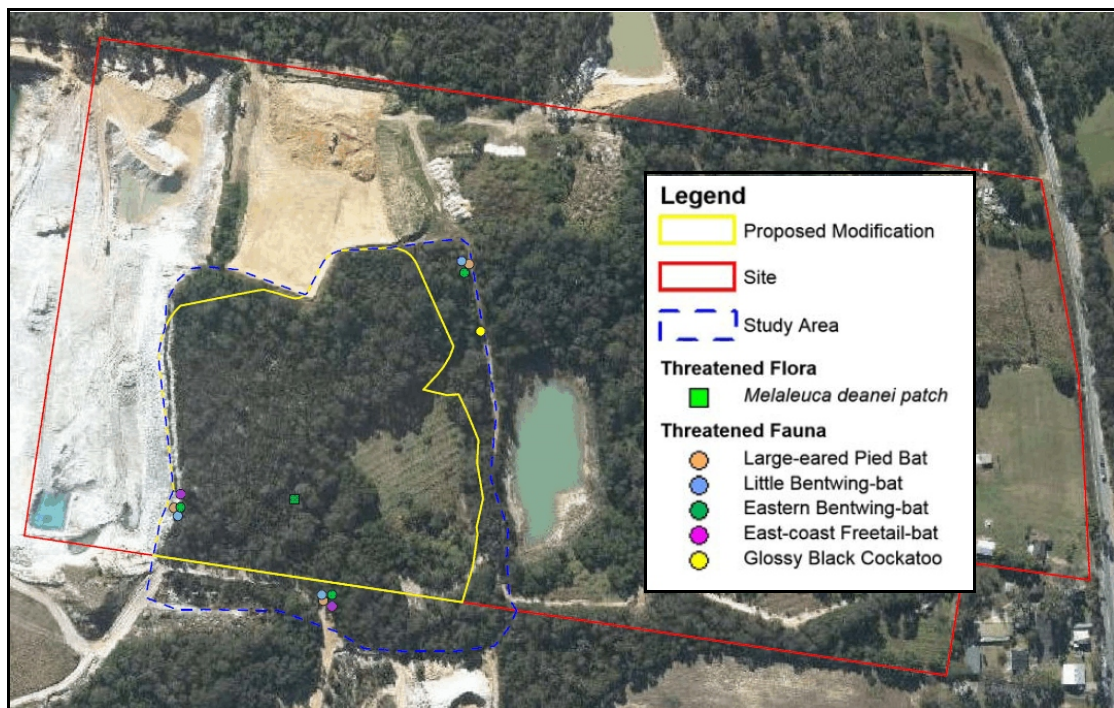 Legend
Proposed Modification
Site
Study Area
Threatened Flora
Melaleuca deanei patch
Threatened Fauna
Large-eared Pied Bat
Little Bentwing-bat
Eastern Bentwing-bat
East-coast Freetail-bat
Glossy Black Cockatoo